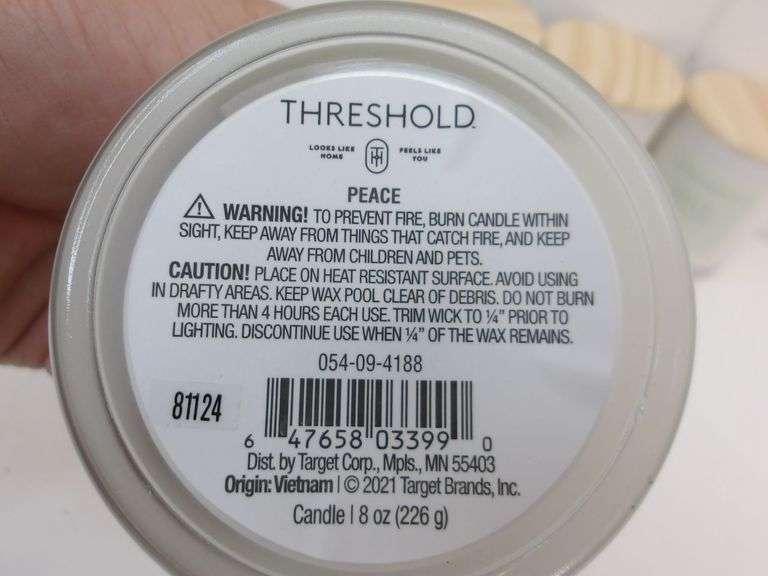 THRESHOLD™
LOOKS LIKE HOME TH FEELS LIKE YOU
PEACE
WARNING! TO PREVENT FIRE, BURN CANDLE WITHIN
SIGHT, KEEP AWAY FROM THINGS THAT CATCH FIRE, AND KEEP
AWAY FROM CHILDREN AND PETS.
CAUTION! PLACE ON HEAT RESISTANT SURFACE. AVOID USING
IN DRAFTY AREAS. KEEP WAX POOL CLEAR OF DEBRIS. DO NOT BURN
MORE THAN 4 HOURS EACH USE. TRIM WICK TO ¼" PRIOR TO
LIGHTING. DISCONTINUE USE WHEN ¼" OF THE WAX REMAINS.
054-09-4188
81124
6 47658 03399 0
Dist. by Target Corp., Mpls., MN 55403
Origin: Vietnam | © 2021 Target Brands, Inc.
Candle | 8 oz (226 g)